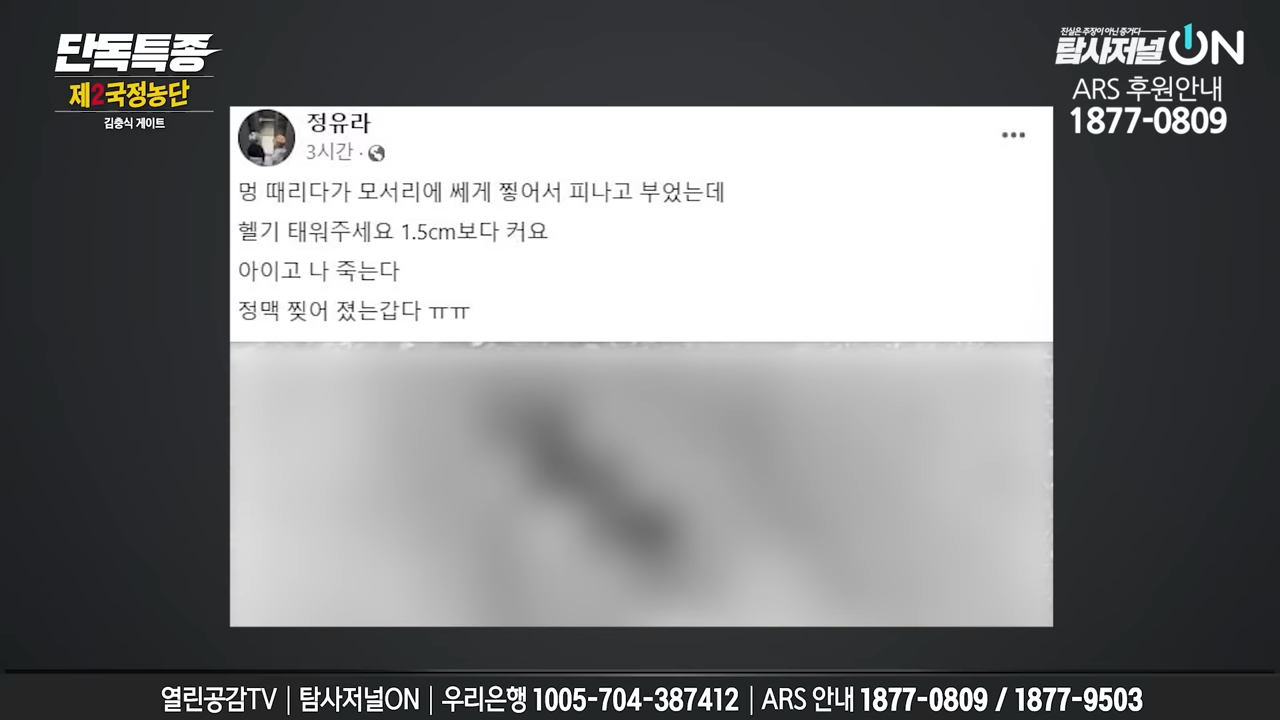 단독특종
제2국정농단
김충식 게이트
진실은 주장이 아닌 증거다
탐사저널ON
ARS 후원안내
1877-0809
정유라
3시간 ·
멍 때리다가 모서리에 쎄게 찧어서 피나고 부었는데
헬기 태워주세요 1.5cm보다 커요
아이고 나 죽는다
정맥 찢어 졌는갑다 ㅠㅠ
열린공감TV | 탐사저널ON | 우리은행 1005-704-387412 | ARS 안내 1877-0809 / 1877-9503